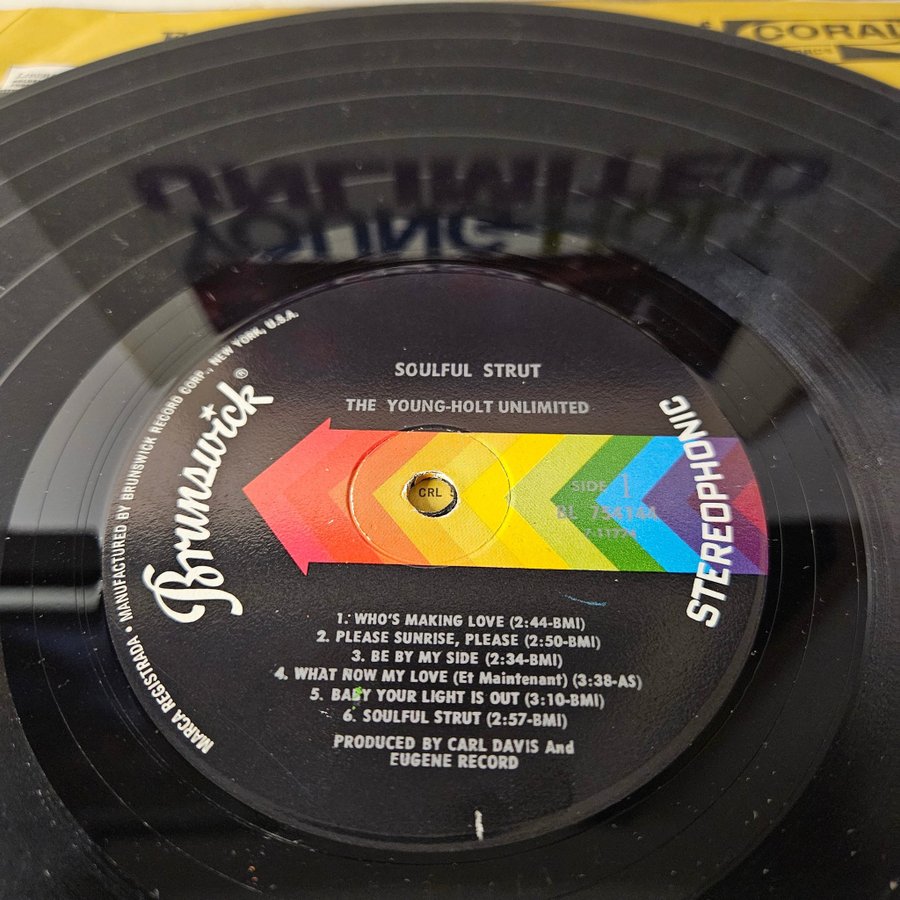 CORAL
UNLIMITED
YOUNG-HOLT
SOULFUL STRUT
THE YOUNG-HOLT UNLIMITED
Brunswick®
STEREOPHONIC
CRL
SIDE 1
BL 754144
1. WHO'S MAKING LOVE (2:44-BMI)
2. PLEASE SUNRISE, PLEASE (2:50-BMI)
3. BE BY MY SIDE (2:34-BMI)
4. WHAT NOW MY LOVE (Et Maintenant) (3:38-AS)
5. BABY YOUR LIGHT IS OUT (3:10-BMI)
6. SOULFUL STRUT (2:57-BMI)
PRODUCED BY CARL DAVIS And
EUGENE RECORD
MARCA REGISTRADA • MANUFACTURED BY BRUNSWICK RECORD CORP., NEW YORK, U.S.A.